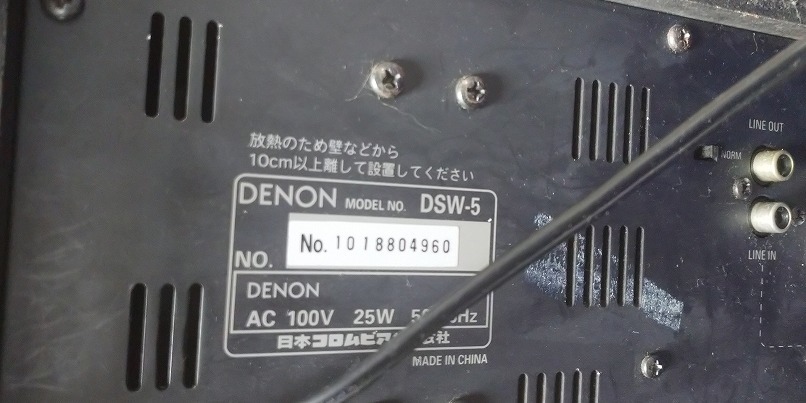 放熱のため壁などから
10cm以上離して設置してください
DENON MODEL NO. DSW-5
NO. No. 1018804960
DENON
AC 100V 25W
日本コロムビア
MADE IN CHINA
LINE OUT
NORM
LINE IN